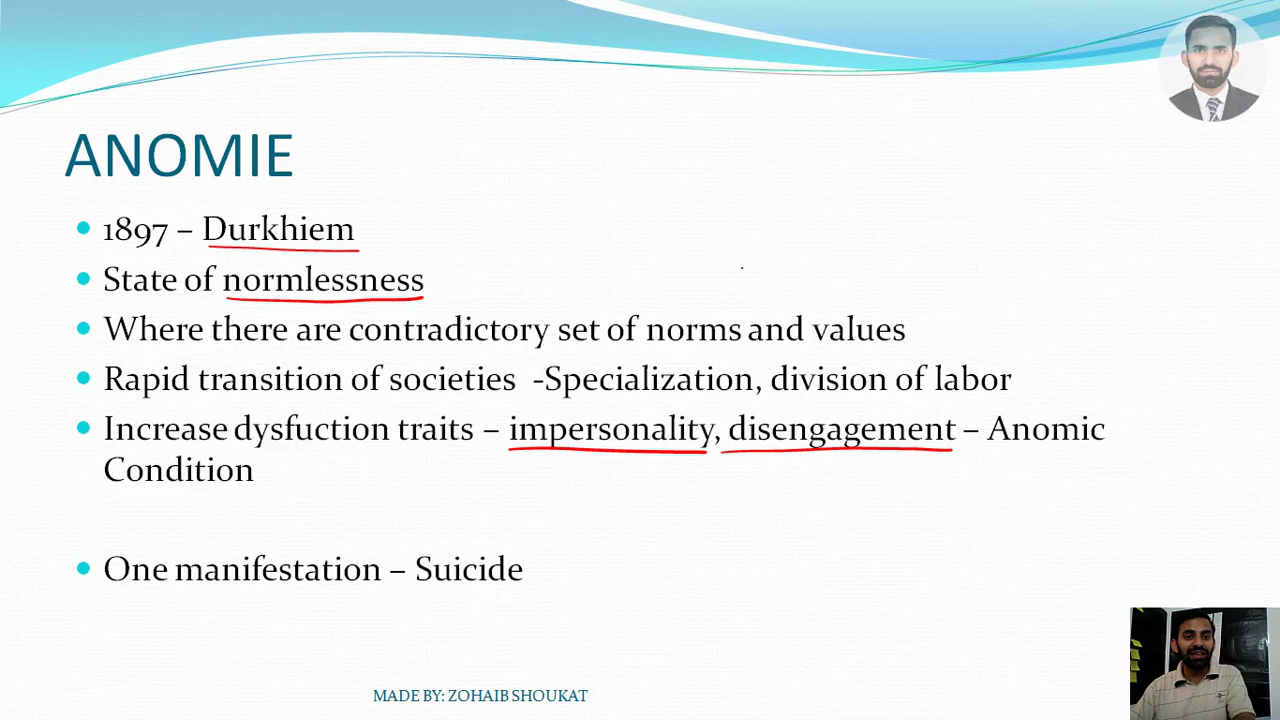 ANOMIE
1897 – Durkhiem
State of normlessness
Where there are contradictory set of norms and values
Rapid transition of societies -Specialization, division of labor
Increase dysfuction traits – impersonality, disengagement – Anomic
Condition
One manifestation – Suicide
MADE BY: ZOHAIB SHOUKAT